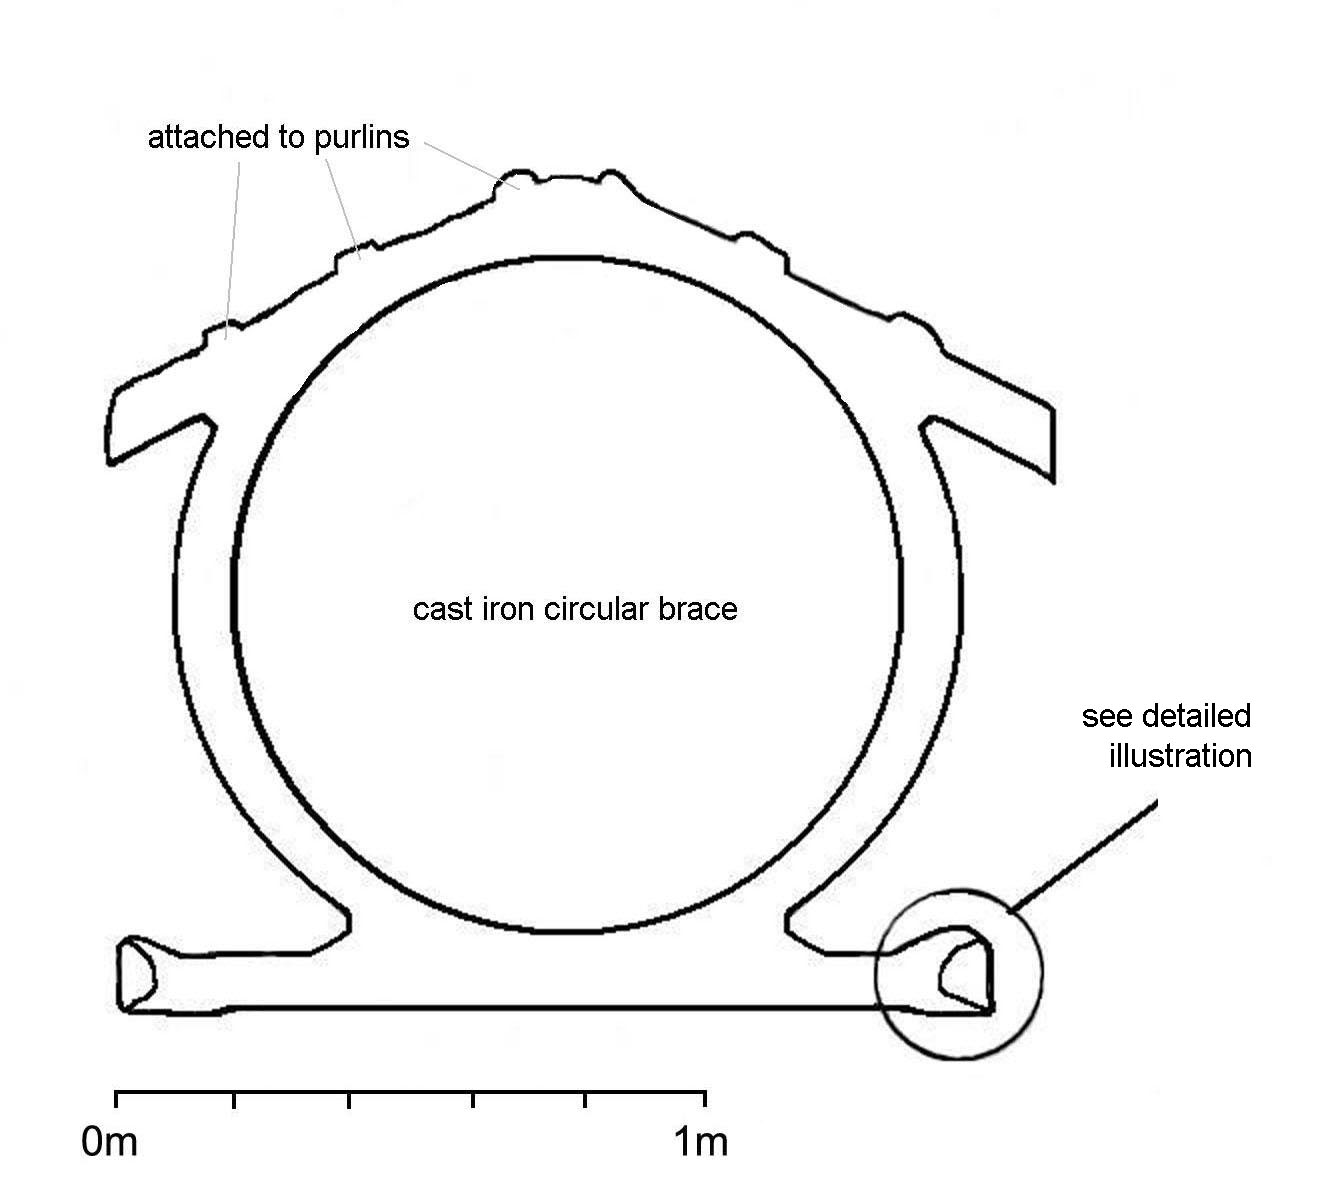 attached to purlins
cast iron circular brace
see detailed
illustration
0m
1m